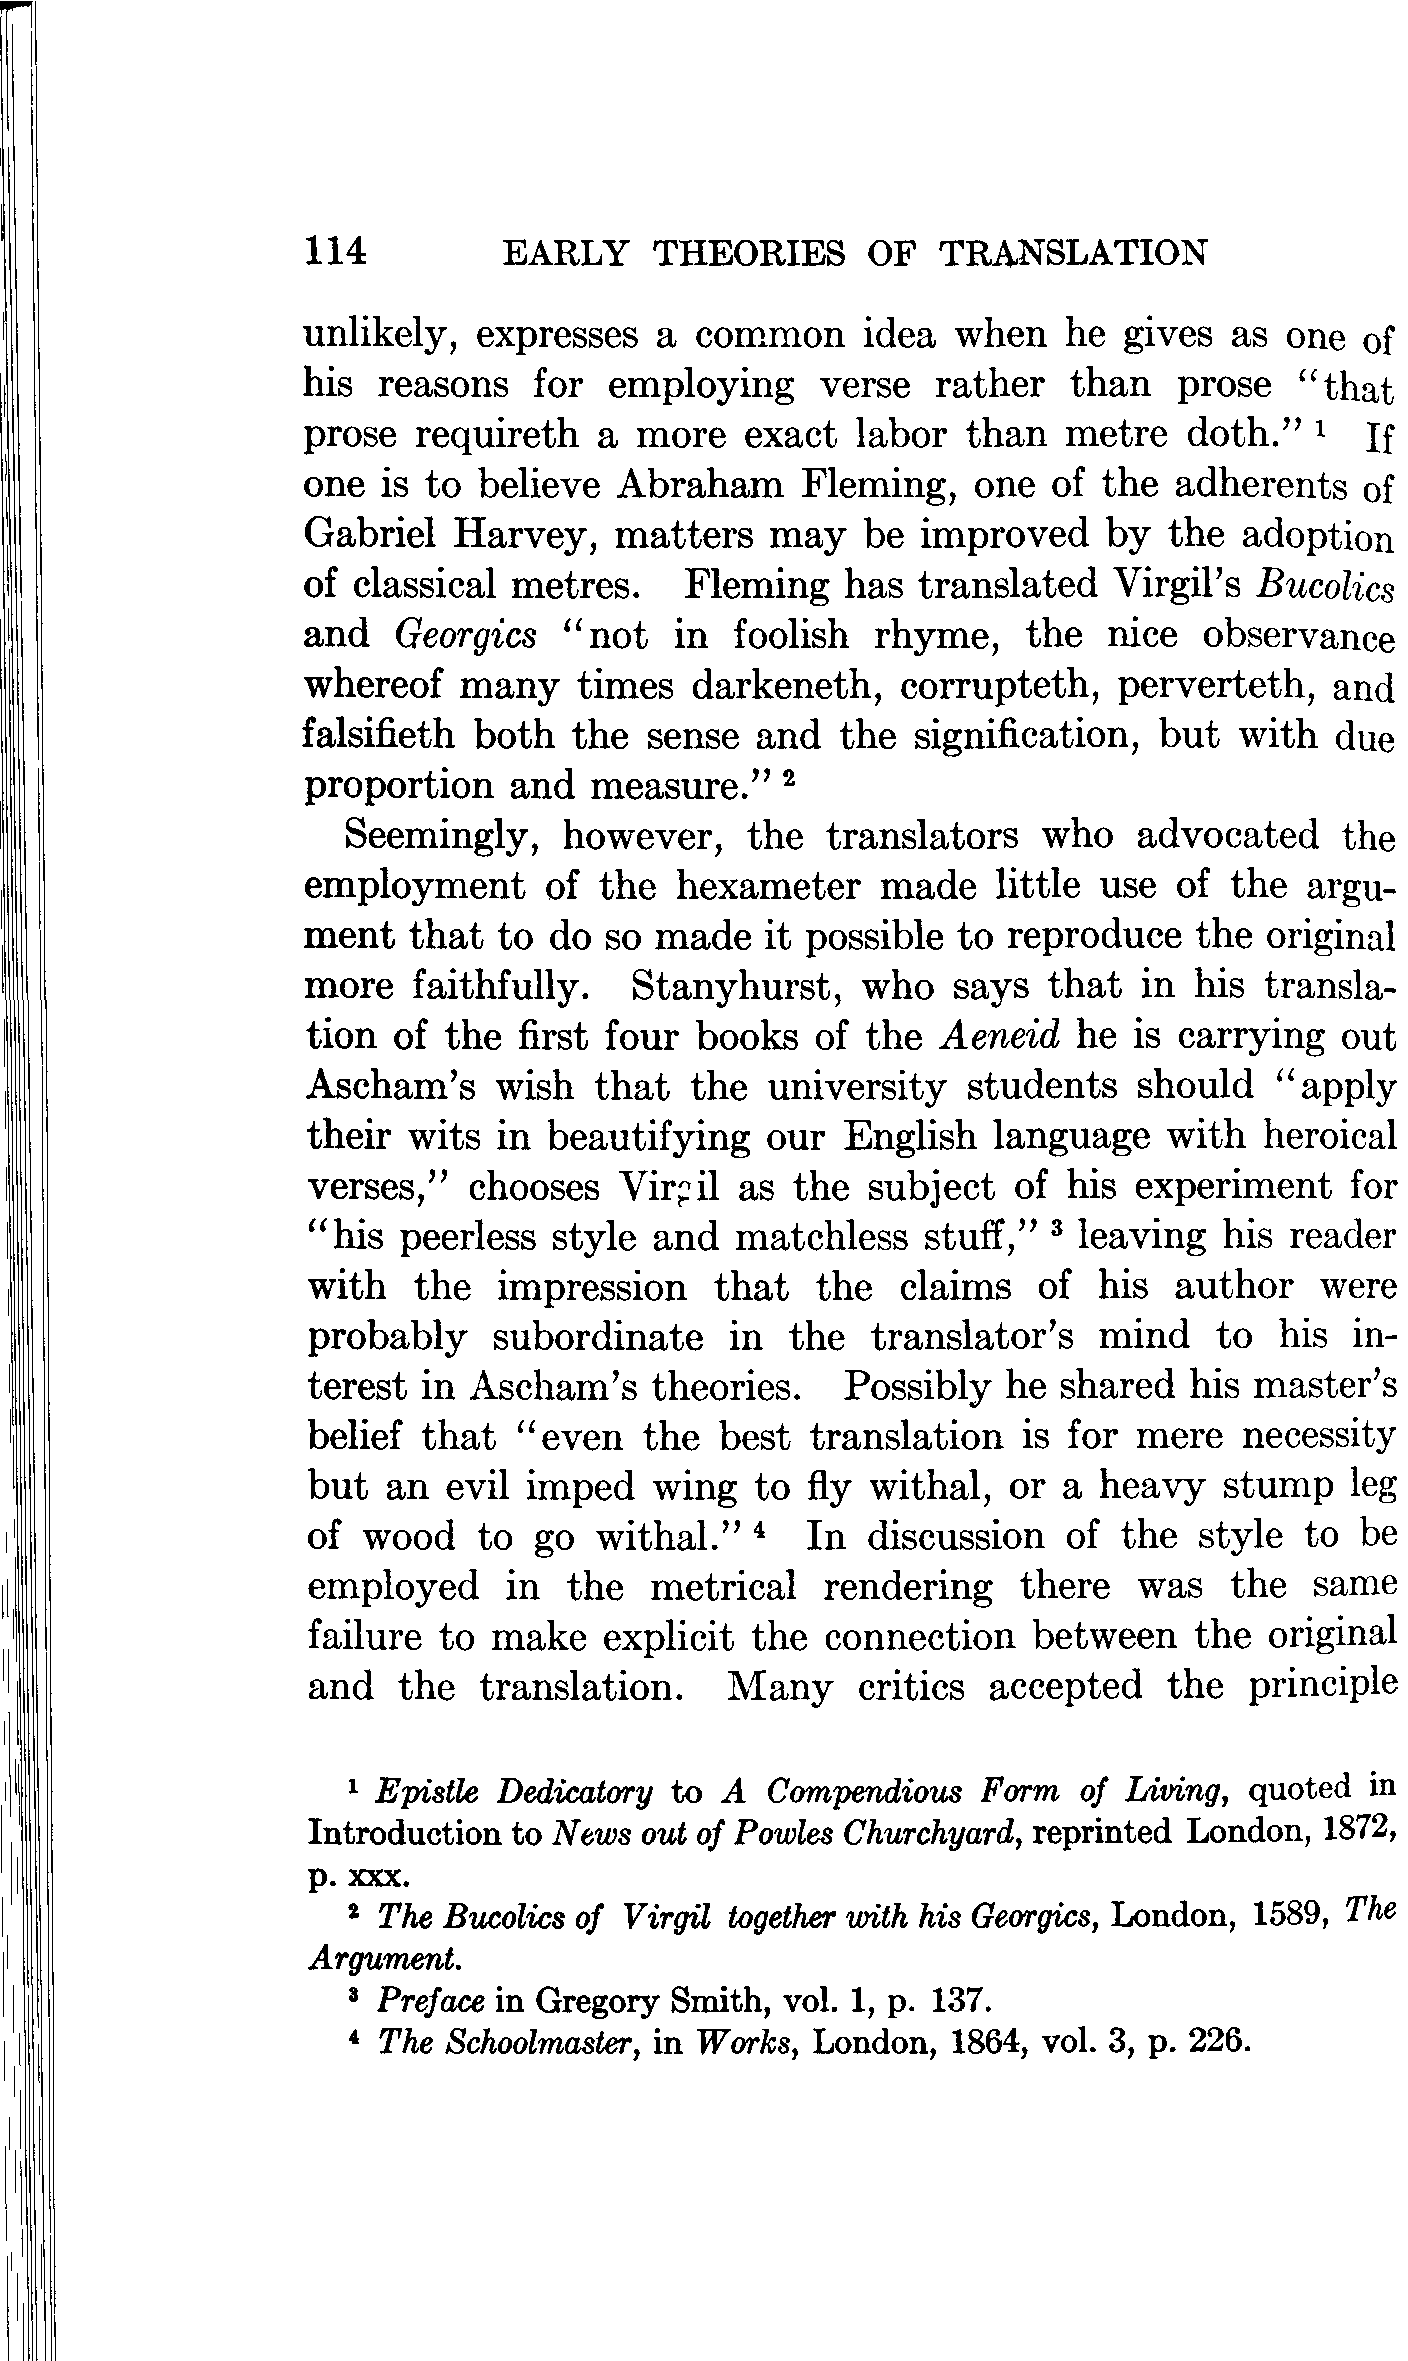 114 EARLY THEORIES OF TRANSLATION
unlikely, expresses a common idea when he gives as one of
his reasons for employing verse rather than prose “that
prose requireth a more exact labor than metre doth.” ¹ If
one is to believe Abraham Fleming, one of the adherents of
Gabriel Harvey, matters may be improved by the adoption
of classical metres. Fleming has translated Virgil’s Bucolics
and Georgics “not in foolish rhyme, the nice observance
whereof many times darkeneth, corrupteth, perverteth, and
falsifieth both the sense and the signification, but with due
proportion and measure.” ²
Seemingly, however, the translators who advocated the
employment of the hexameter made little use of the argu-
ment that to do so made it possible to reproduce the original
more faithfully. Stanyhurst, who says that in his transla-
tion of the first four books of the Aeneid he is carrying out
Ascham’s wish that the university students should “apply
their wits in beautifying our English language with heroical
verses,” chooses Virgil as the subject of his experiment for
“his peerless style and matchless stuff,” ³ leaving his reader
with the impression that the claims of his author were
probably subordinate in the translator’s mind to his in-
terest in Ascham’s theories. Possibly he shared his master’s
belief that “even the best translation is for mere necessity
but an evil imped wing to fly withal, or a heavy stump leg
of wood to go withal.” ⁴ In discussion of the style to be
employed in the metrical rendering there was the same
failure to make explicit the connection between the original
and the translation. Many critics accepted the principle
¹ Epistle Dedicatory to A Compendious Form of Living, quoted in
Introduction to News out of Powles Churchyard, reprinted London, 1872,
p. xxx.
² The Bucolics of Virgil together with his Georgics, London, 1589, The
Argument.
³ Preface in Gregory Smith, vol. 1, p. 137.
⁴ The Schoolmaster, in Works, London, 1864, vol. 3, p. 226.